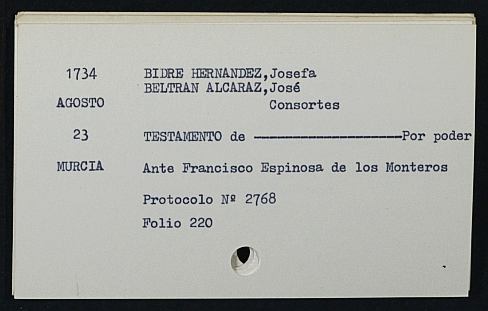 1734 BIDRE HERNANDEZ, Josefa
BELTRAN ALCARAZ, José
AGOSTO Consortes
23 TESTAMENTO de ------------------Por poder
MURCIA Ante Francisco Espinosa de los Monteros
Protocolo Nº 2768
Folio 220